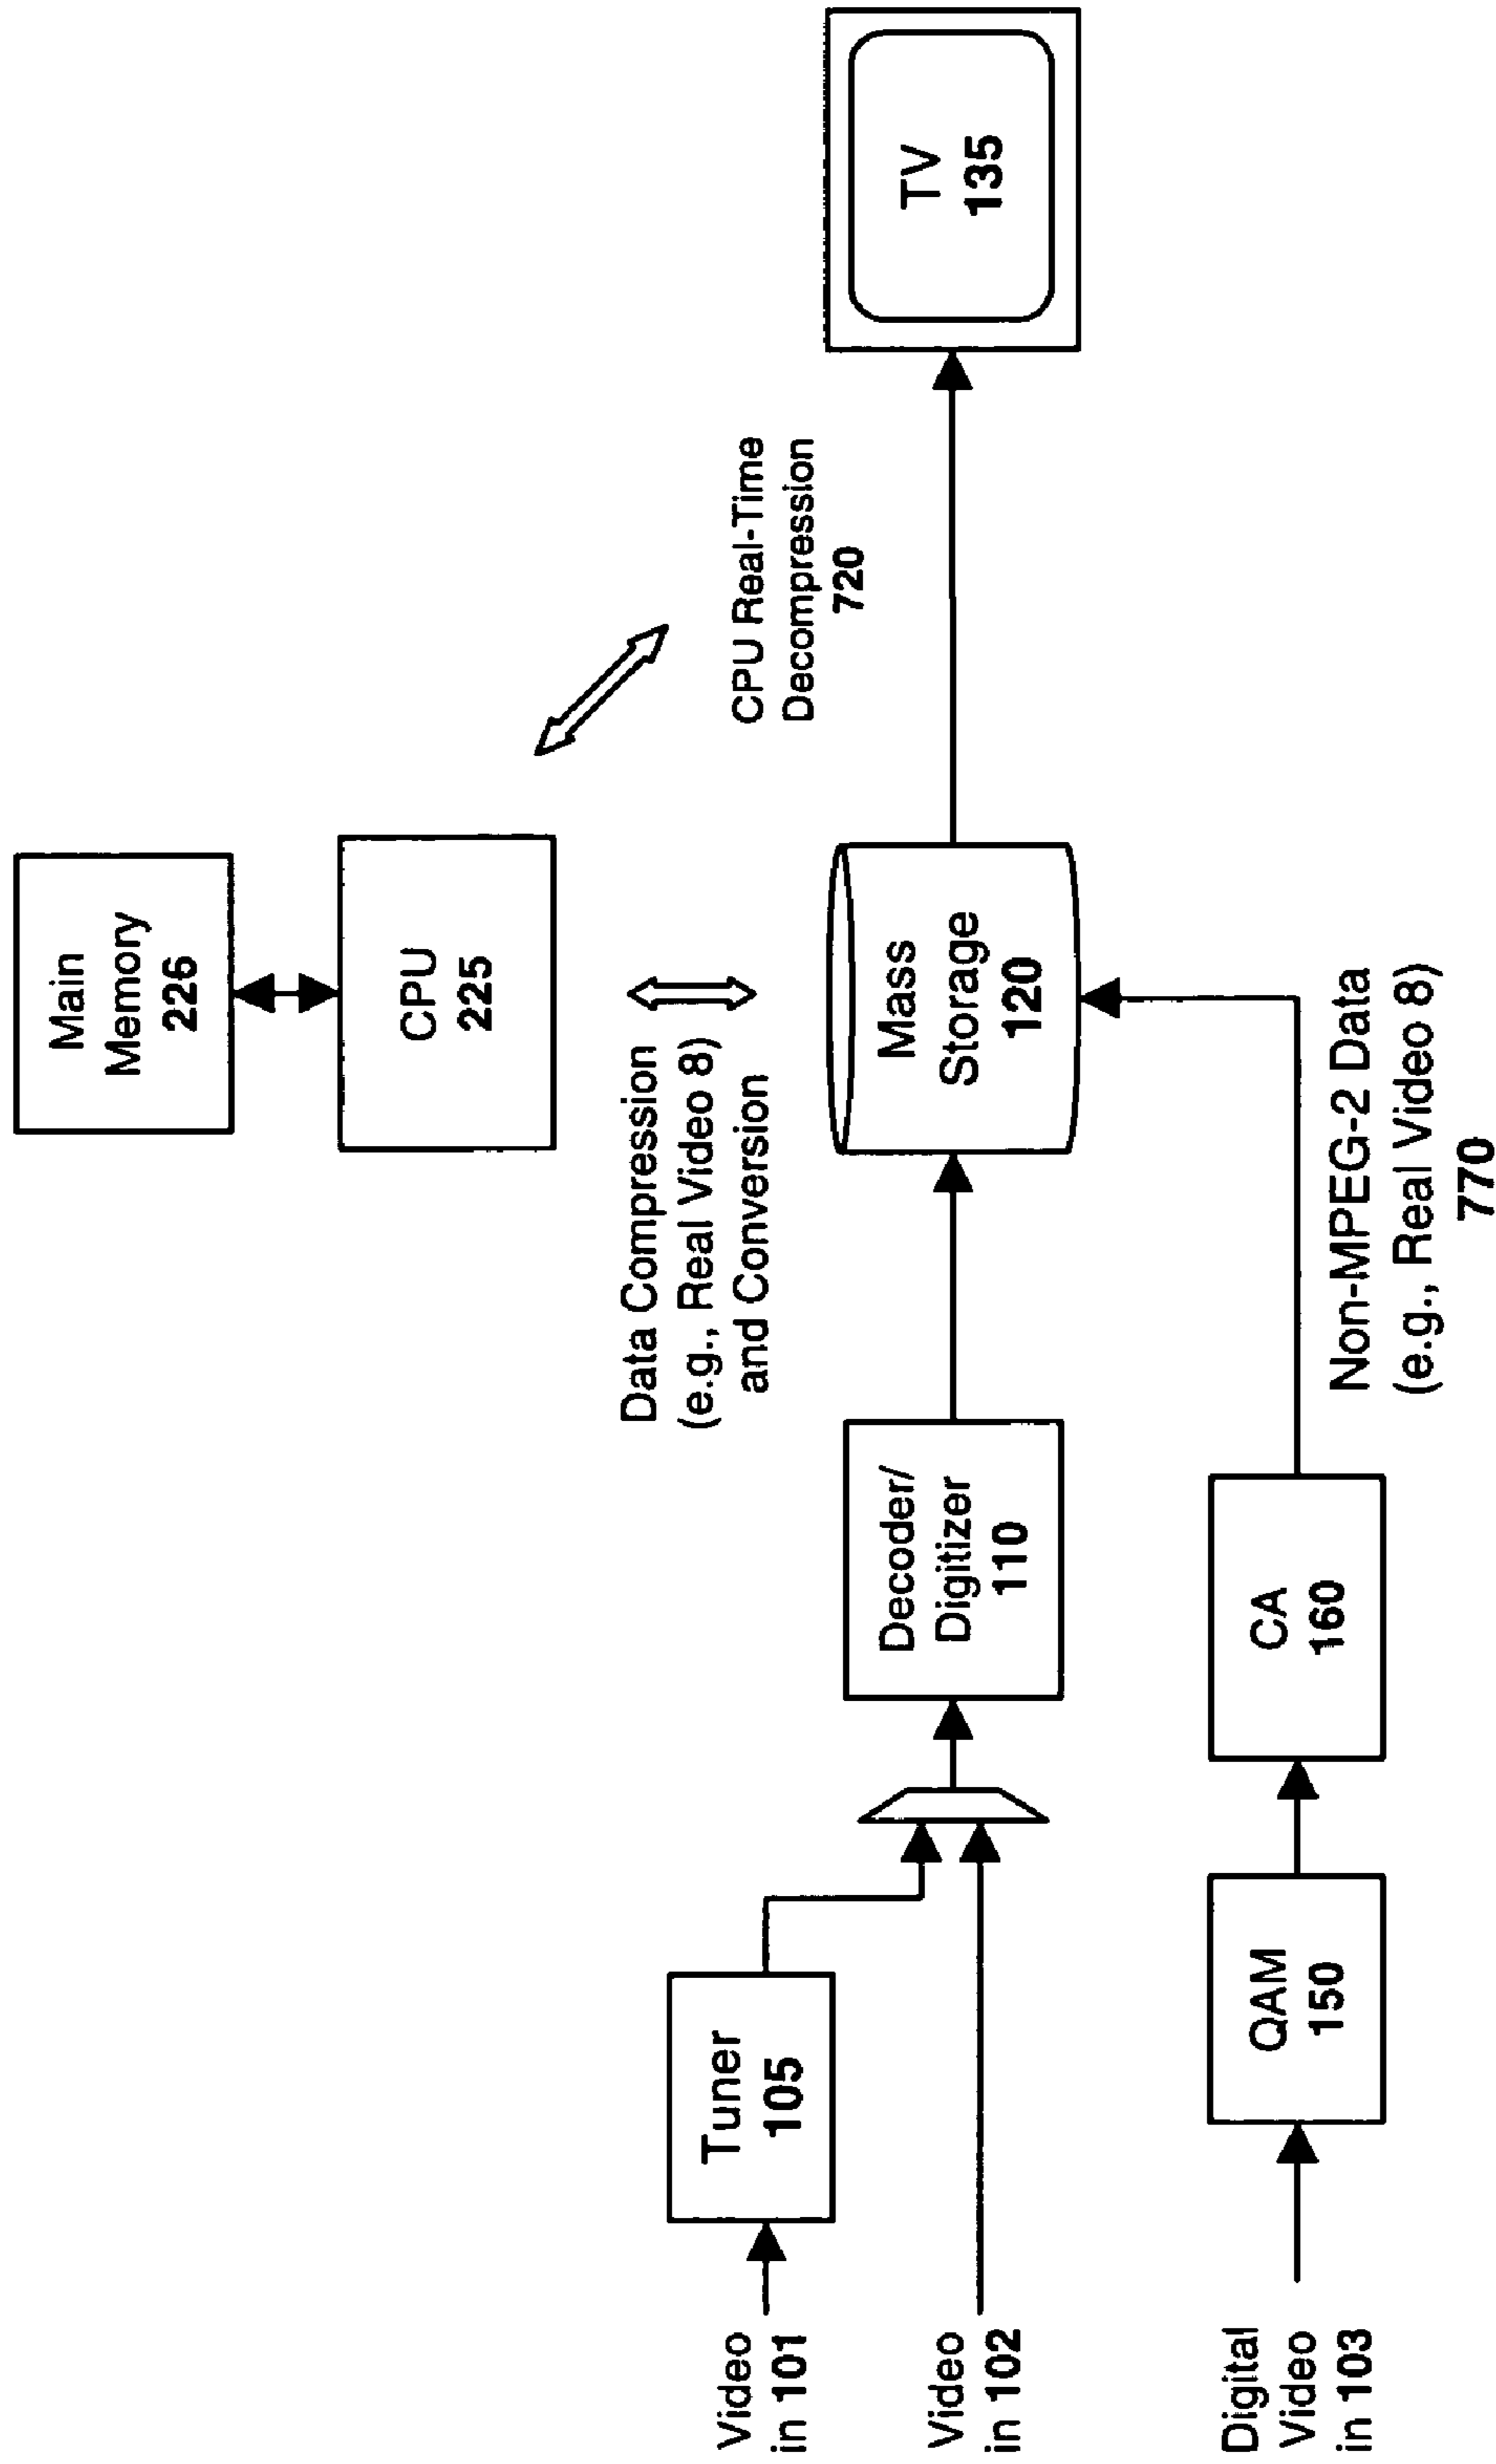 Main
Memory
226
CPU
225
Data Compression
(e.g., Real Video 8)
and Conversion
CPU Real-Time
Decompression
720
Video
in 101
Tuner
105
Video
in 102
Decoder/
Digitizer
110
Mass
Storage
120
TV
135
Digital
Video
in 103
QAM
150
CA
160
Non-MPEG-2 Data
(e.g., Real Video 8)
770